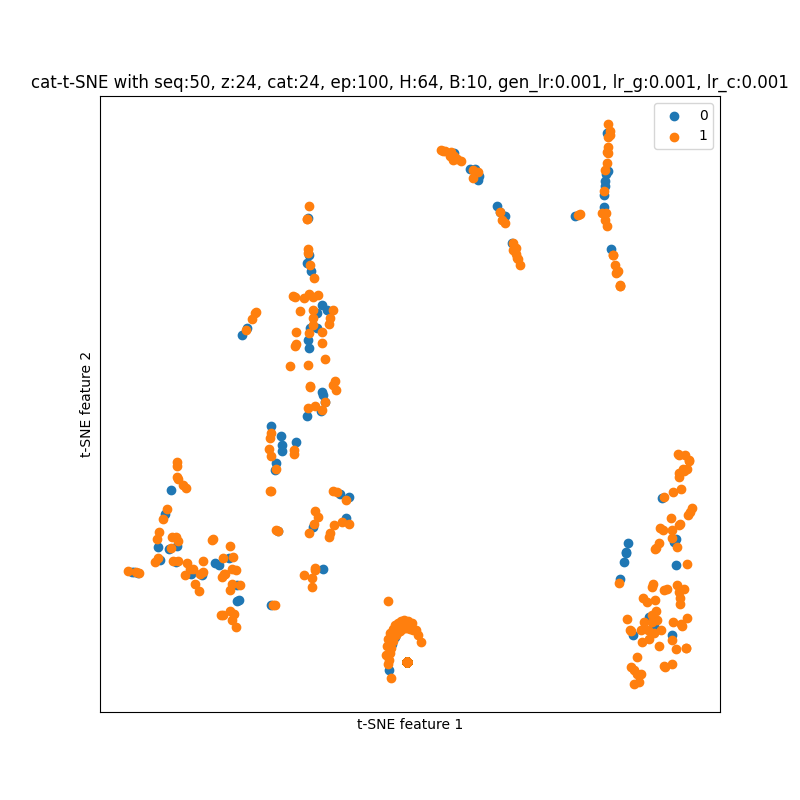 cat-t-SNE with seq:50, z:24, cat:24, ep:100, H:64, B:10, gen_lr:0.001, lr_g:0.001, lr_c:0.001
0
1
t-SNE feature 2
t-SNE feature 1